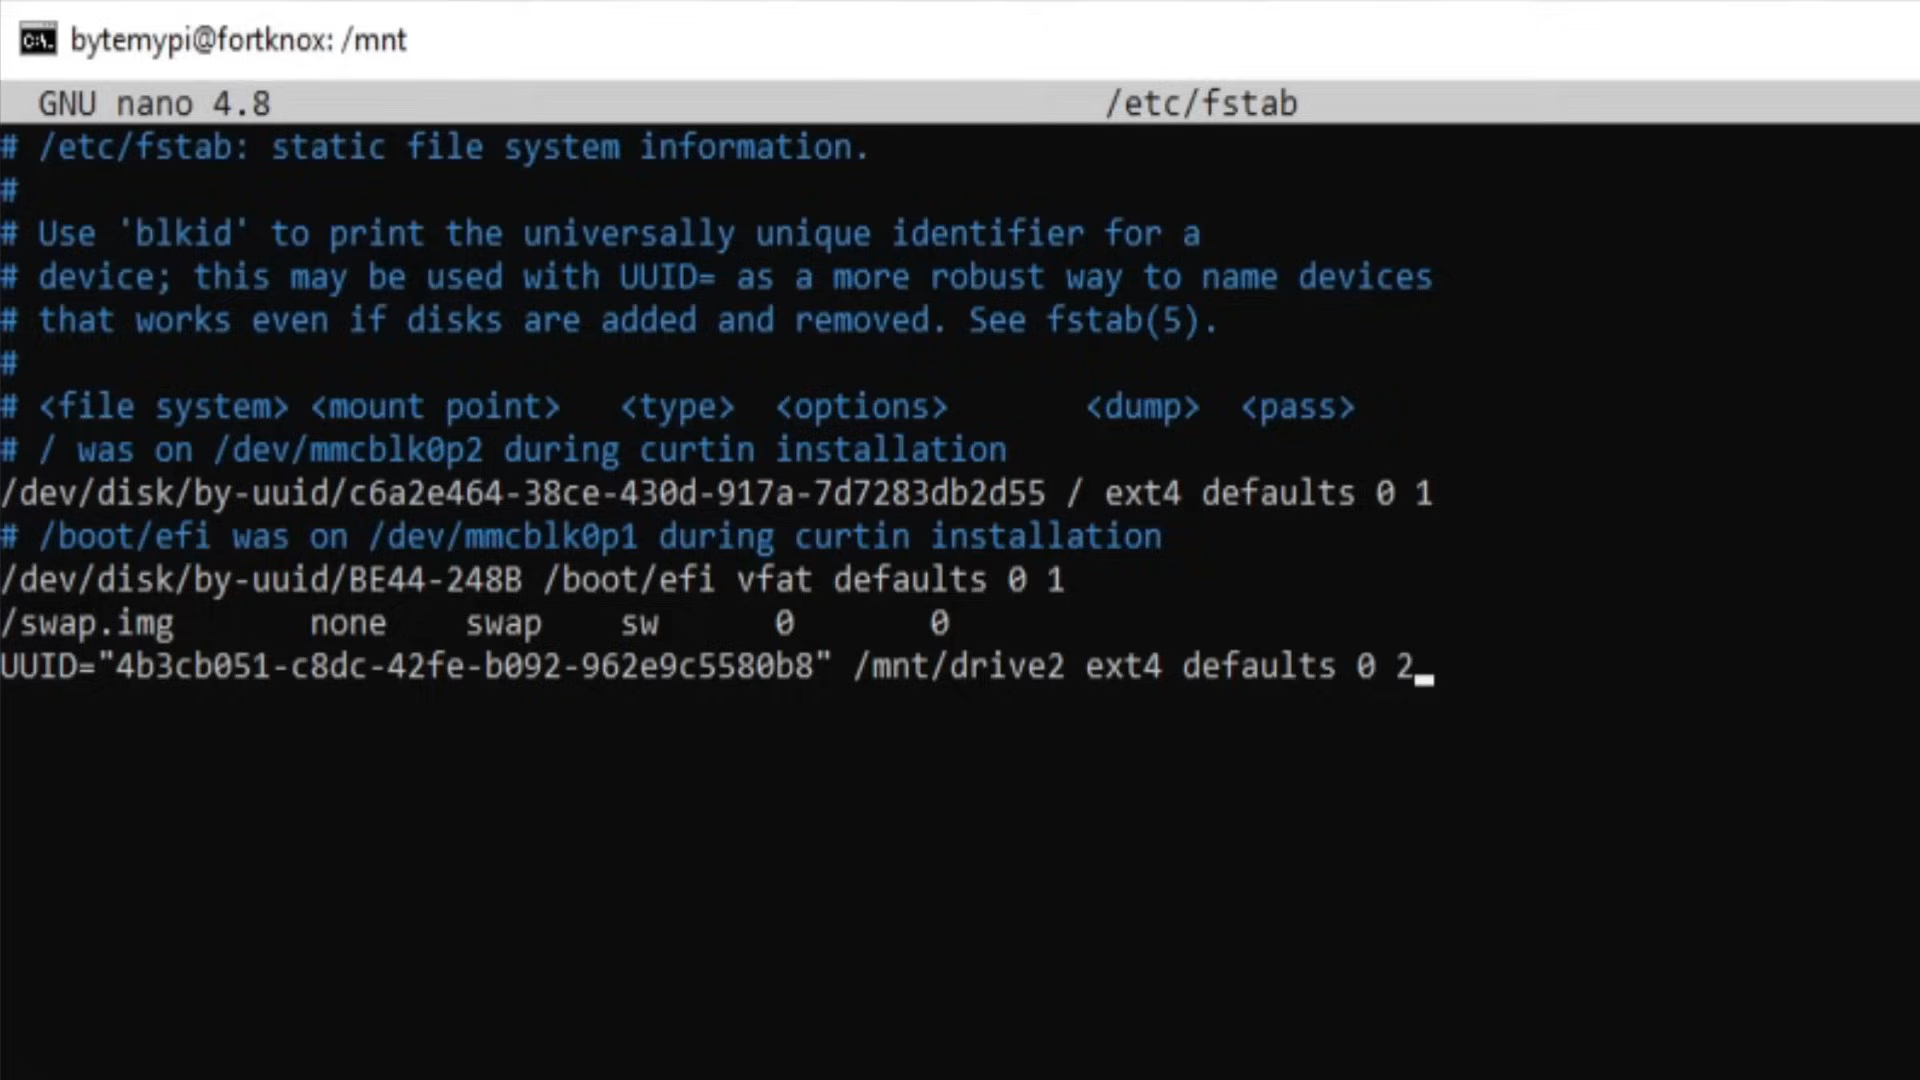 bytemypi@fortknox: /mnt
GNU nano 4.8 /etc/fstab
# /etc/fstab: static file system information.
#
# Use 'blkid' to print the universally unique identifier for a
# device; this may be used with UUID= as a more robust way to name devices
# that works even if disks are added and removed. See fstab(5).
#
# <file system> <mount point>   <type>  <options>       <dump>  <pass>
# / was on /dev/mmcblk0p2 during curtin installation
/dev/disk/by-uuid/c6a2e464-38ce-430d-917a-7d7283db2d55 / ext4 defaults 0 1
# /boot/efi was on /dev/mmcblk0p1 during curtin installation
/dev/disk/by-uuid/BE44-248B /boot/efi vfat defaults 0 1
/swap.img       none    swap    sw      0       0
UUID="4b3cb051-c8dc-42fe-b092-962e9c5580b8" /mnt/drive2 ext4 defaults 0 2